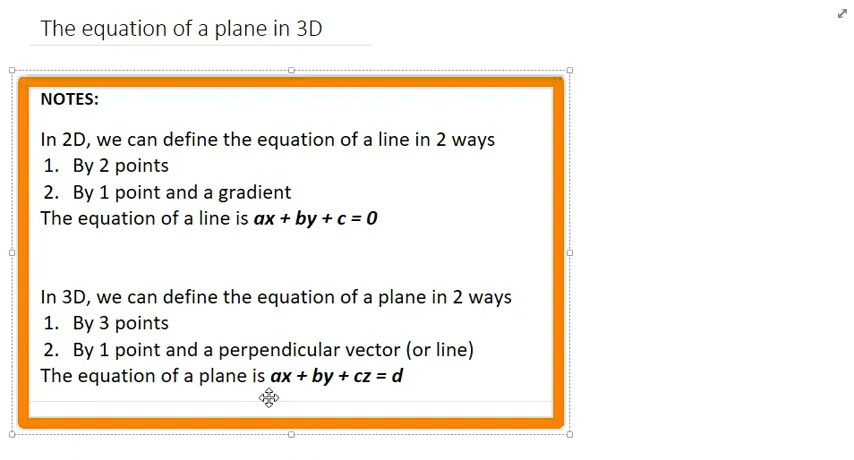 The equation of a plane in 3D
NOTES:
In 2D, we can define the equation of a line in 2 ways
1. By 2 points
2. By 1 point and a gradient
The equation of a line is ax + by + c = 0
In 3D, we can define the equation of a plane in 2 ways
1. By 3 points
2. By 1 point and a perpendicular vector (or line)
The equation of a plane is ax + by + cz = d